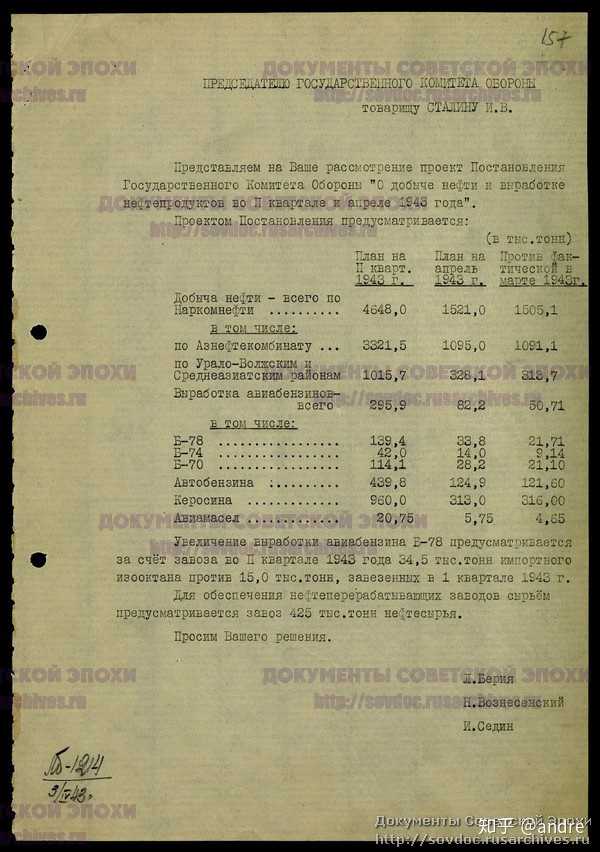 157
ПРЕДСЕДАТЕЛЮ ГОСУДАРСТВЕННОГО КОМИТЕТА ОБОРОНЫ
товарищу СТАЛИНУ И.В.
Представляем на Ваше рассмотрение проект Постановления
Государственного Комитета Обороны "О добыче нефти и выработке
нефтепродуктов во II квартале и апреле 1943 года".
Проектом Постановления предусматривается:
(в тыс.тонн)
План на II кварт. 1943 г. План на апрель 1943 г. Против фак- тической в марте 1943г.
Добыча нефти - всего по
Наркомнефти .......... 4648,0 1521,0 1505,1
в том числе:
по Азнефтекомбинату ... 3321,5 1095,0 1091,1
по Урало-Волжским и
Среднеазиатским районам 1015,7 328,1 313,7
Выработка авиабензинов-
всего 295,9 82,2 50,71
в том числе:
Б-78 ................ 139,4 33,8 21,71
Б-74 ................ 42,0 14,0 9,14
Б-70 ................ 114,1 28,2 21,10
Автобензина :......... 439,8 124,9 121,60
Керосина ............. 960,0 313,0 316,00
Авиамасел ............. 20,75 5,75 4,65
Увеличение выработки авиабензина Б-78 предусматривается
за счёт завоза во II квартале 1943 года 34,5 тыс.тонн импортного
изооктана против 15,0 тыс.тонн, завезенных в 1 квартале 1943 г.
Для обеспечения нефтеперерабатывающих заводов сырьём
предусматривается завоз 425 тыс.тонн нефтесырья.
Просим Вашего решения.
Л.Берия
Н.Вознесенский
И.Седин
ЛБ-1214
3/IV 43г
ДОКУМЕНТЫ СОВЕТСКОЙ ЭПОХИ
http://sovdoc.rusarchives.ru
Документы Советской Эпохи
http://sovdoc.rusarchives.ru
知乎 @andre